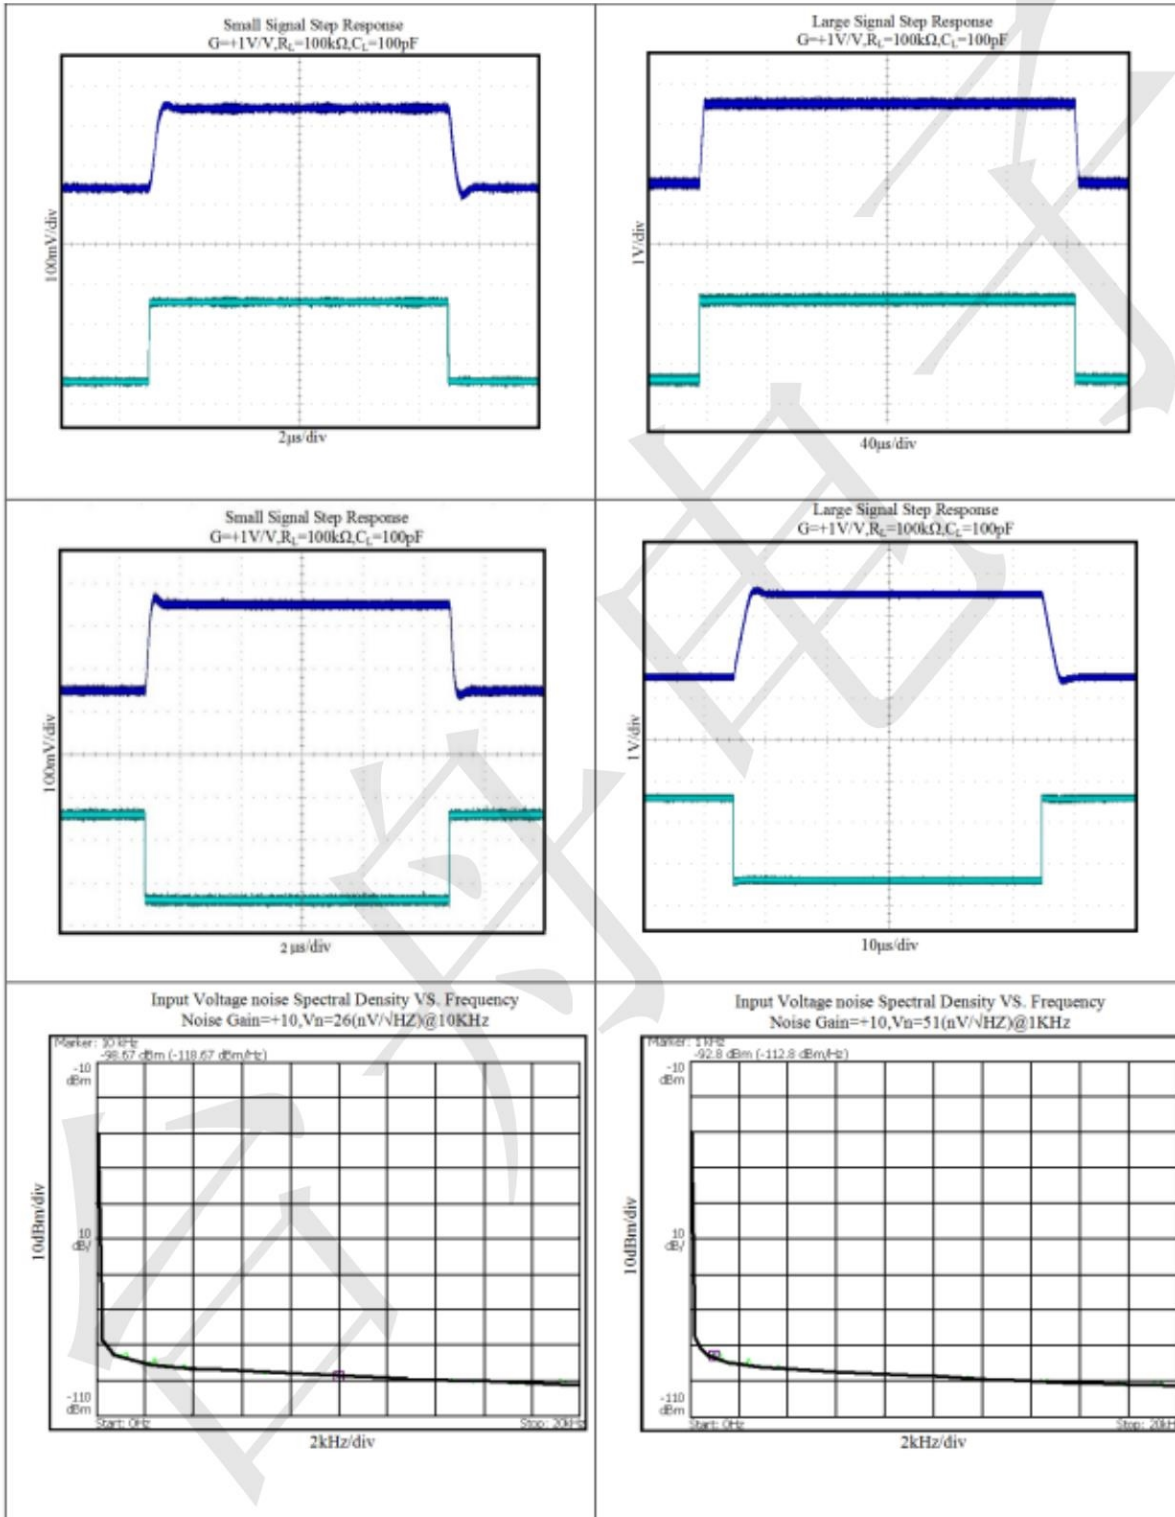 Small Signal Step Response
G=+1V/V,RL=100kΩ,CL=100pF
100mV/div
2μs/div
Large Signal Step Response
G=+1V/V,RL=100kΩ,CL=100pF
1V/div
40μs/div
Small Signal Step Response
G=+1V/V,RL=100kΩ,CL=100pF
100mV/div
2 μs/div
Large Signal Step Response
G=+1V/V,RL=100kΩ,CL=100pF
1V/div
10μs/div
Input Voltage noise Spectral Density VS. Frequency
Noise Gain=+10,Vn=26(nV/√HZ)@10KHz
Marker: 10 kHz
-98.67 dBm (-118.67 dBm/Hz)
-10
dBm
10
dB/
-110
dBm
10dBm/div
Start: 0Hz
Stop: 20kHz
2kHz/div
Input Voltage noise Spectral Density VS. Frequency
Noise Gain=+10,Vn=51(nV/√HZ)@1KHz
Marker: 1 kHz
-92.8 dBm (-112.8 dBm/Hz)
-10
dBm
10
dB/
-110
dBm
10dBm/div
Start: 0Hz
Stop: 20kH
2kHz/div